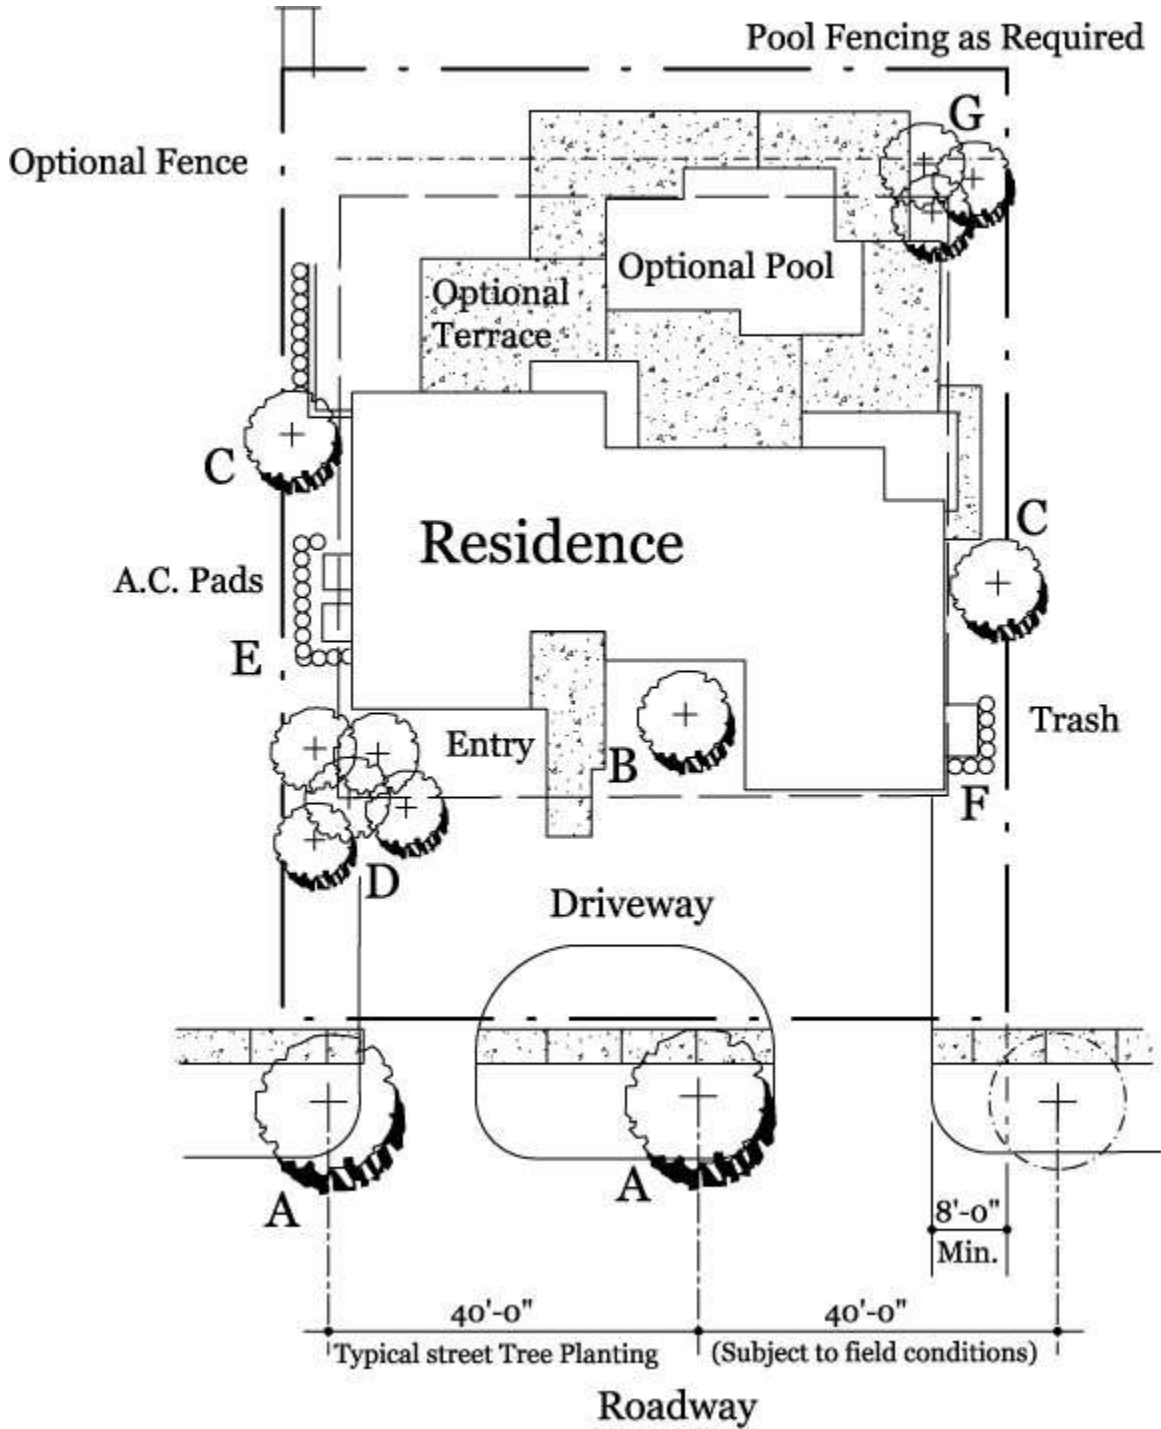 Pool Fencing as Required
G
Optional Fence
Optional Pool
Optional
Terrace
C
Residence
C
A.C. Pads
E
Entry
B
Trash
F
D
Driveway
A
A
8'-0"
Min.
40'-0"
40'-0"
Typical street Tree Planting
(Subject to field conditions)
Roadway